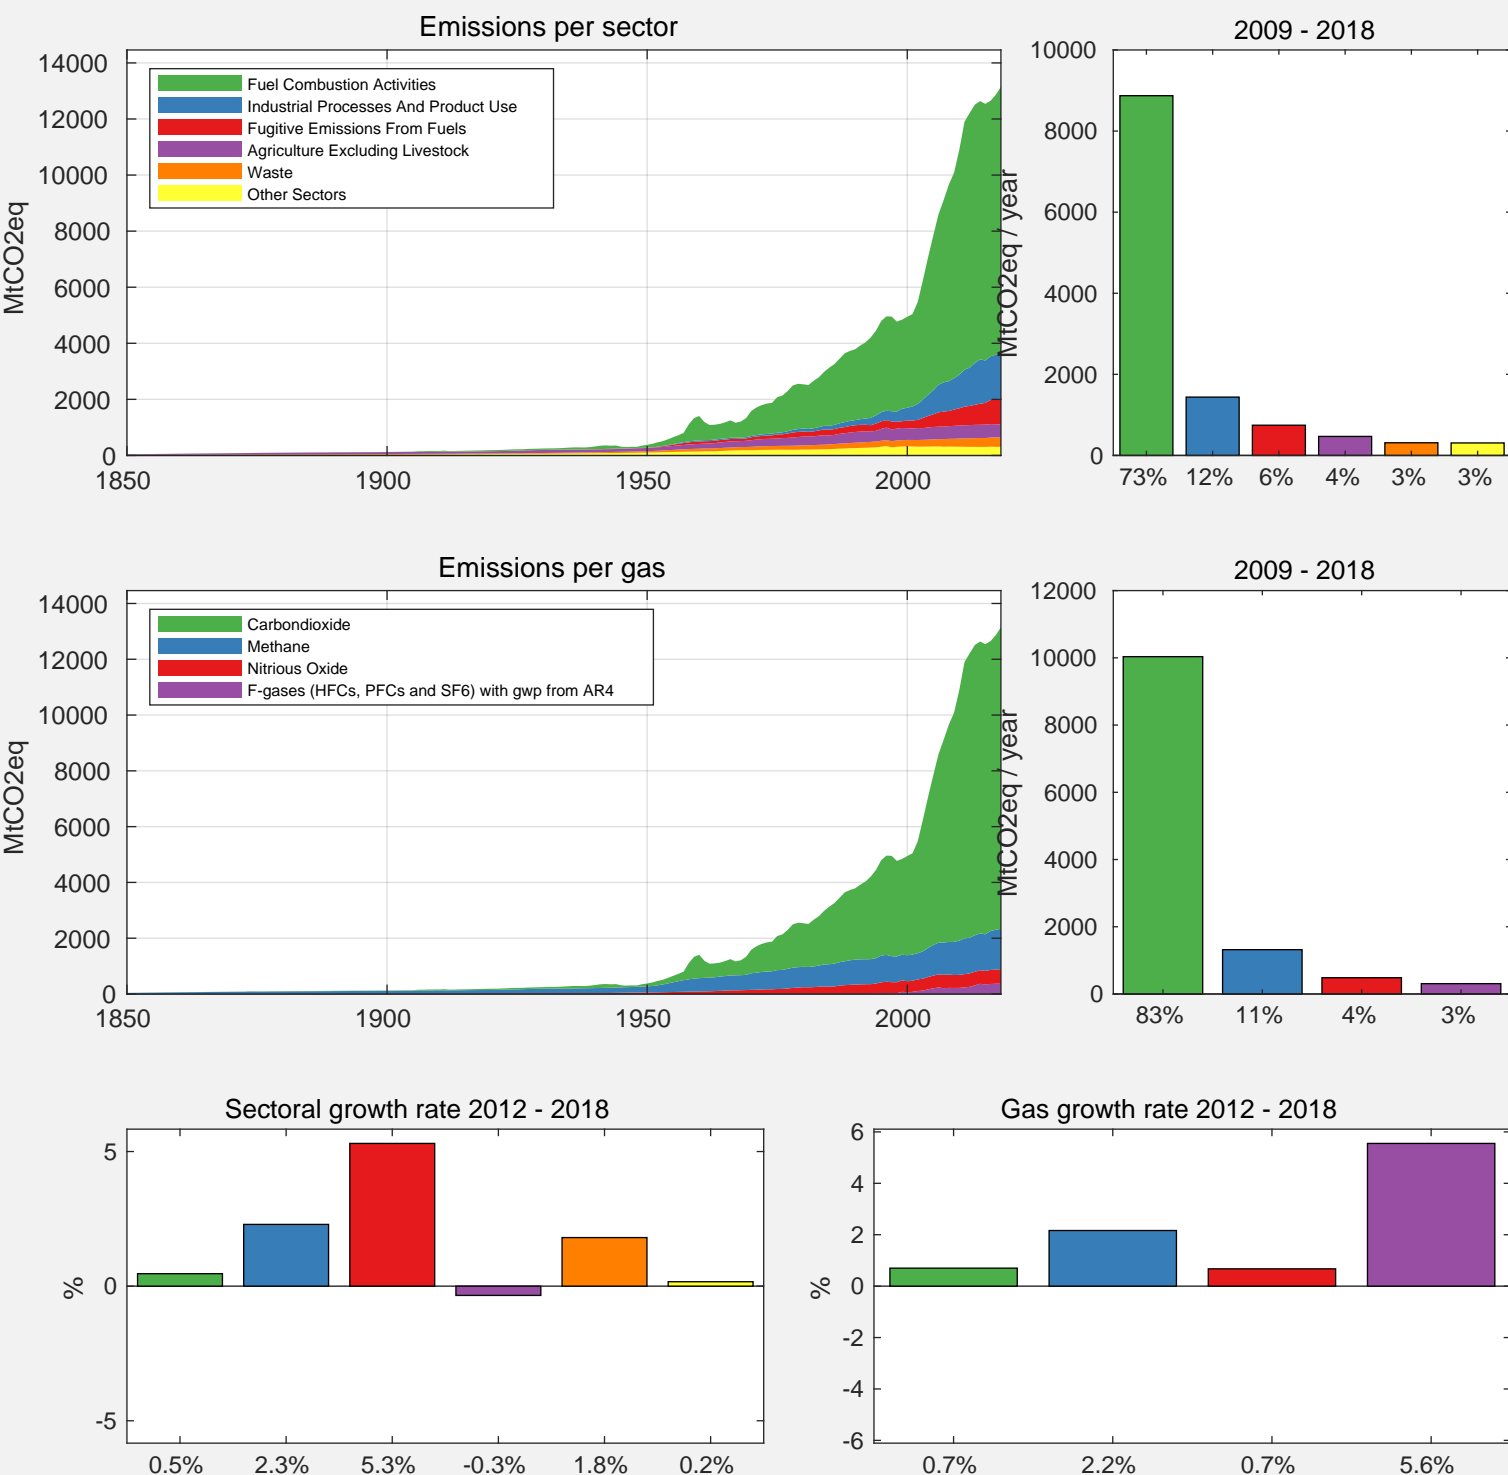 Emissions per sector
14000
12000
10000
8000
6000
4000
2000
0
MtCO2eq
1850 1900 1950 2000
Fuel Combustion Activities
Industrial Processes And Product Use
Fugitive Emissions From Fuels
Agriculture Excluding Livestock
Waste
Other Sectors
2009 - 2018
10000
8000
6000
4000
2000
0
MtCO2eq / year
73% 12% 6% 4% 3% 3%
Emissions per gas
14000
12000
10000
8000
6000
4000
2000
0
MtCO2eq
1850 1900 1950 2000
Carbondioxide
Methane
Nitrious Oxide
F-gases (HFCs, PFCs and SF6) with gwp from AR4
2009 - 2018
12000
10000
8000
6000
4000
2000
0
MtCO2eq / year
83% 11% 4% 3%
Sectoral growth rate 2012 - 2018
5
0
-5
%
0.5% 2.3% 5.3% -0.3% 1.8% 0.2%
Gas growth rate 2012 - 2018
6
4
2
0
-2
-4
-6
%
0.7% 2.2% 0.7% 5.6%